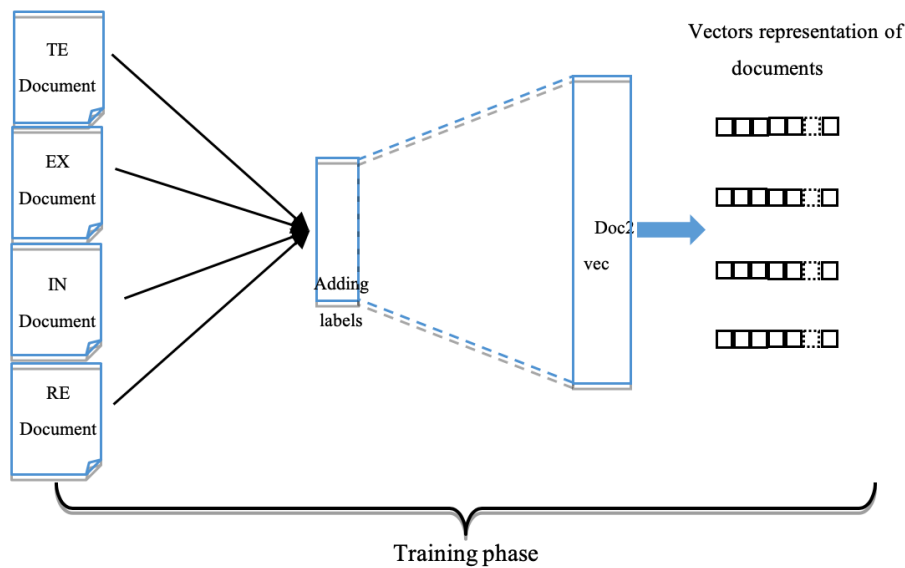 TE
Document
EX
Document
IN
Document
RE
Document
Adding
labels
Doc2
vec
Vectors representation of
documents
Training phase